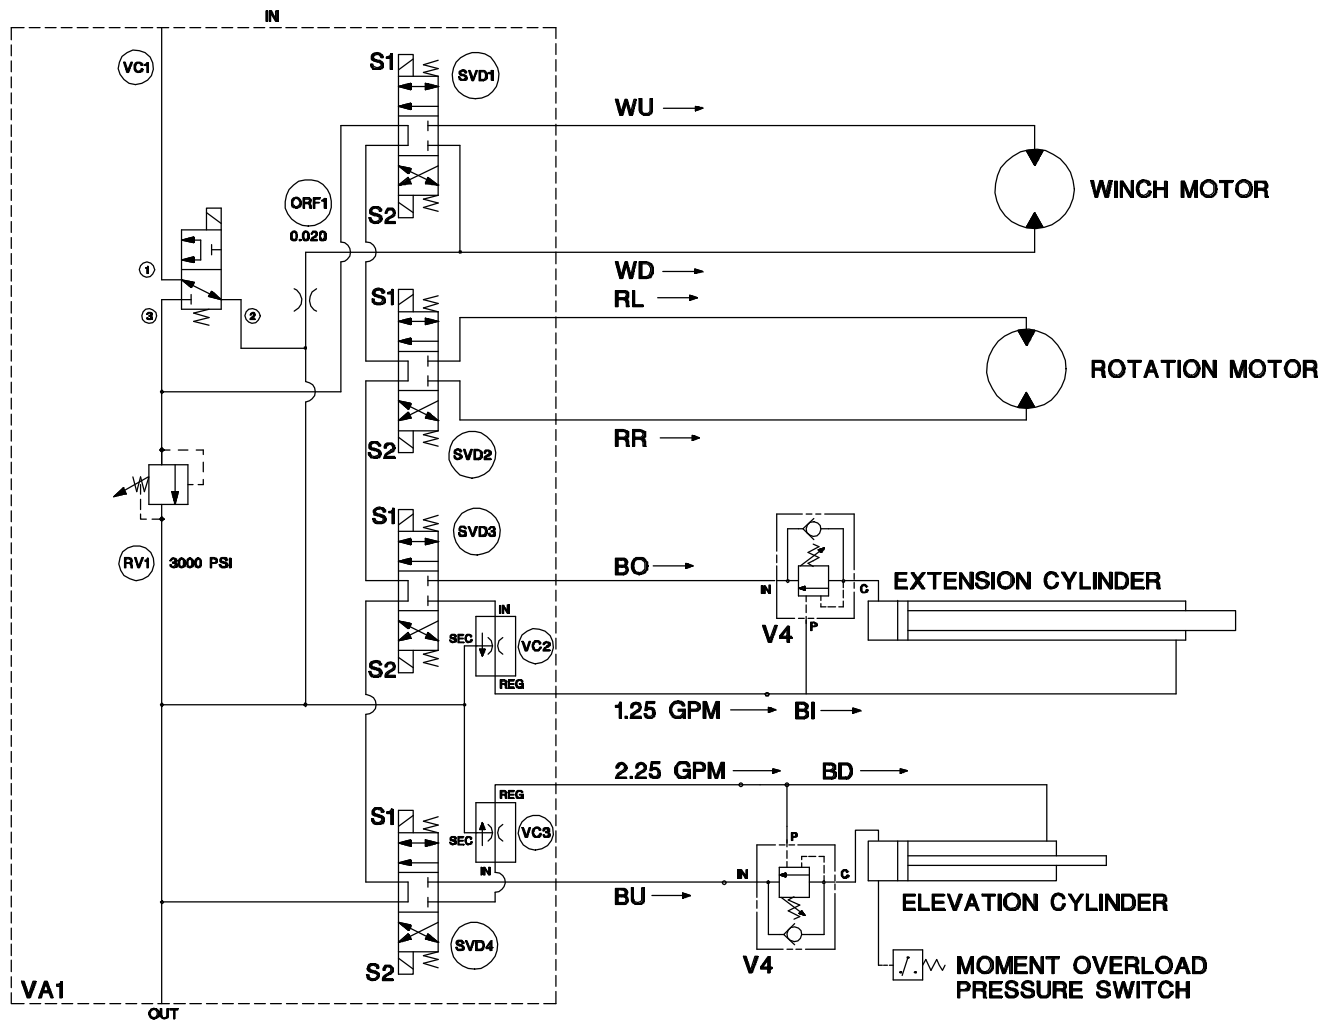 IN
VC1
S1
SVD1
WU
WINCH MOTOR
S2
ORF1
0.020
1
3
2
WD
RL
S1
ROTATION MOTOR
RR
S2
SVD2
S1
SVD3
RV1
3000 PSI
BO
IN
C
P
V4
EXTENSION CYLINDER
IN
SEC
VC2
REG
S2
1.25 GPM
BI
2.25 GPM
BD
REG
S1
SEC
VC3
IN
P
IN
C
BU
ELEVATION CYLINDER
SVD4
S2
V4
MOMENT OVERLOAD
PRESSURE SWITCH
VA1
OUT